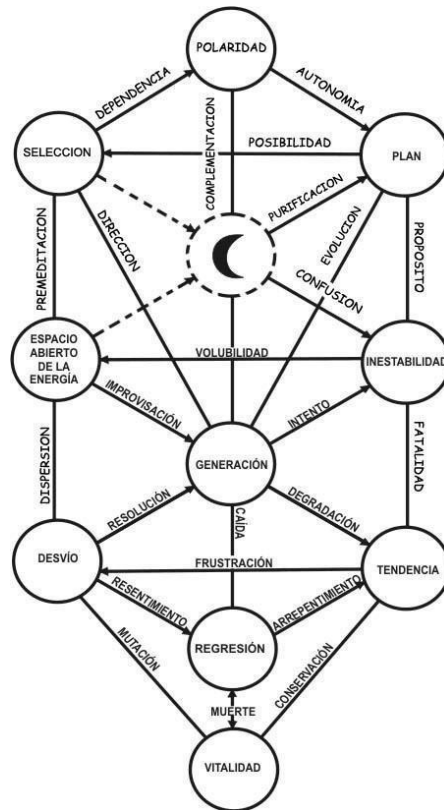 POLARIDAD
DEPENDENCIA
AUTONOMIA
SELECCION
POSIBILIDAD
PLAN
COMPLEMENTACION
PURIFICACION
PREMEDITACION
DIRECCION
EVOLUCION
PROPOSITO
CONFUSION
ESPACIO
ABIERTO
DE LA
ENERGÍA
VOLUBILIDAD
INESTABILIDAD
IMPROVISACIÓN
INTENTO
DISPERSION
GENERACIÓN
FATALIDAD
RESOLUCIÓN
CAÍDA
DEGRADACIÓN
DESVÍO
FRUSTRACIÓN
TENDENCIA
RESENTIMIENTO
ARREPENTIMIENTO
REGRESIÓN
MUTACIÓN
CONSERVACIÓN
MUERTE
VITALIDAD